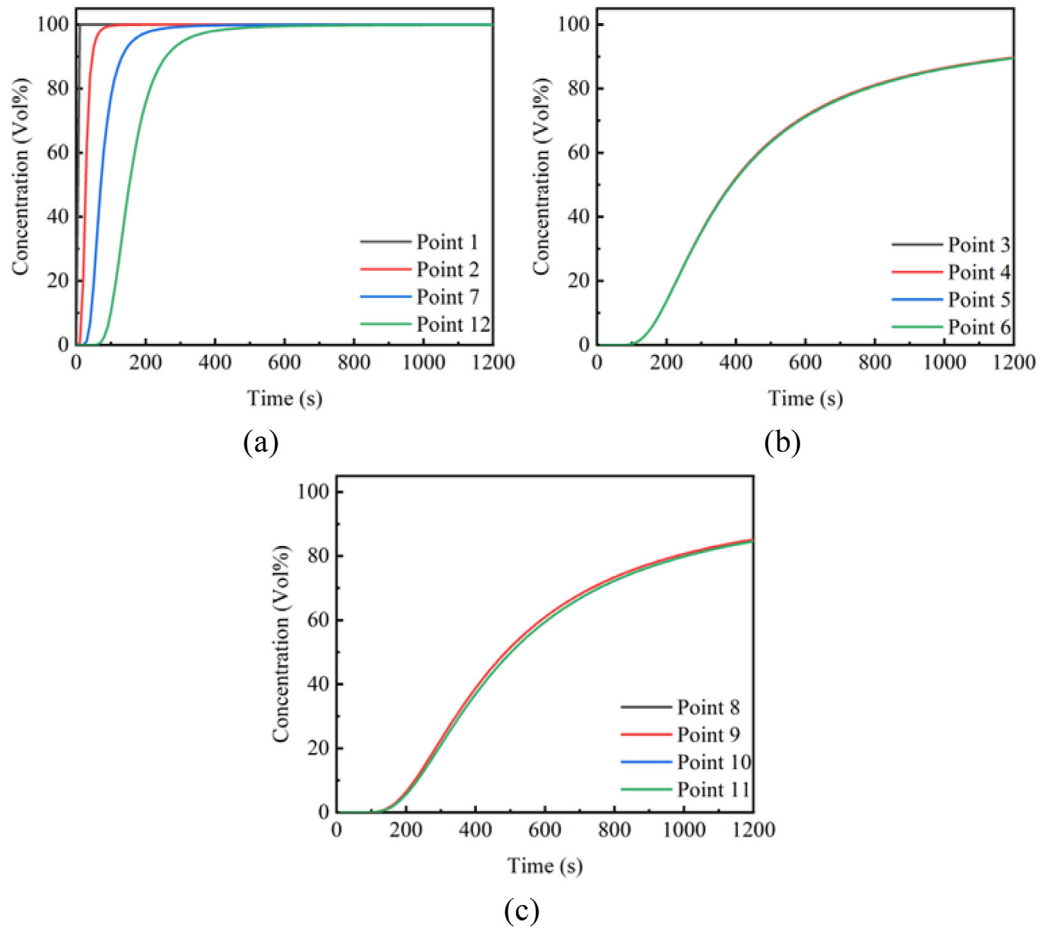 100
80
60
40
20
0
Concentration (Vol%)
Point 1
Point 2
Point 7
Point 12
0 200 400 600 800 1000 1200
Time (s)
(a)
100
80
60
40
20
0
Concentration (Vol%)
Point 3
Point 4
Point 5
Point 6
0 200 400 600 800 1000 1200
Time (s)
(b)
100
80
60
40
20
0
Concentration (Vol%)
Point 8
Point 9
Point 10
Point 11
0 200 400 600 800 1000 1200
Time (s)
(c)